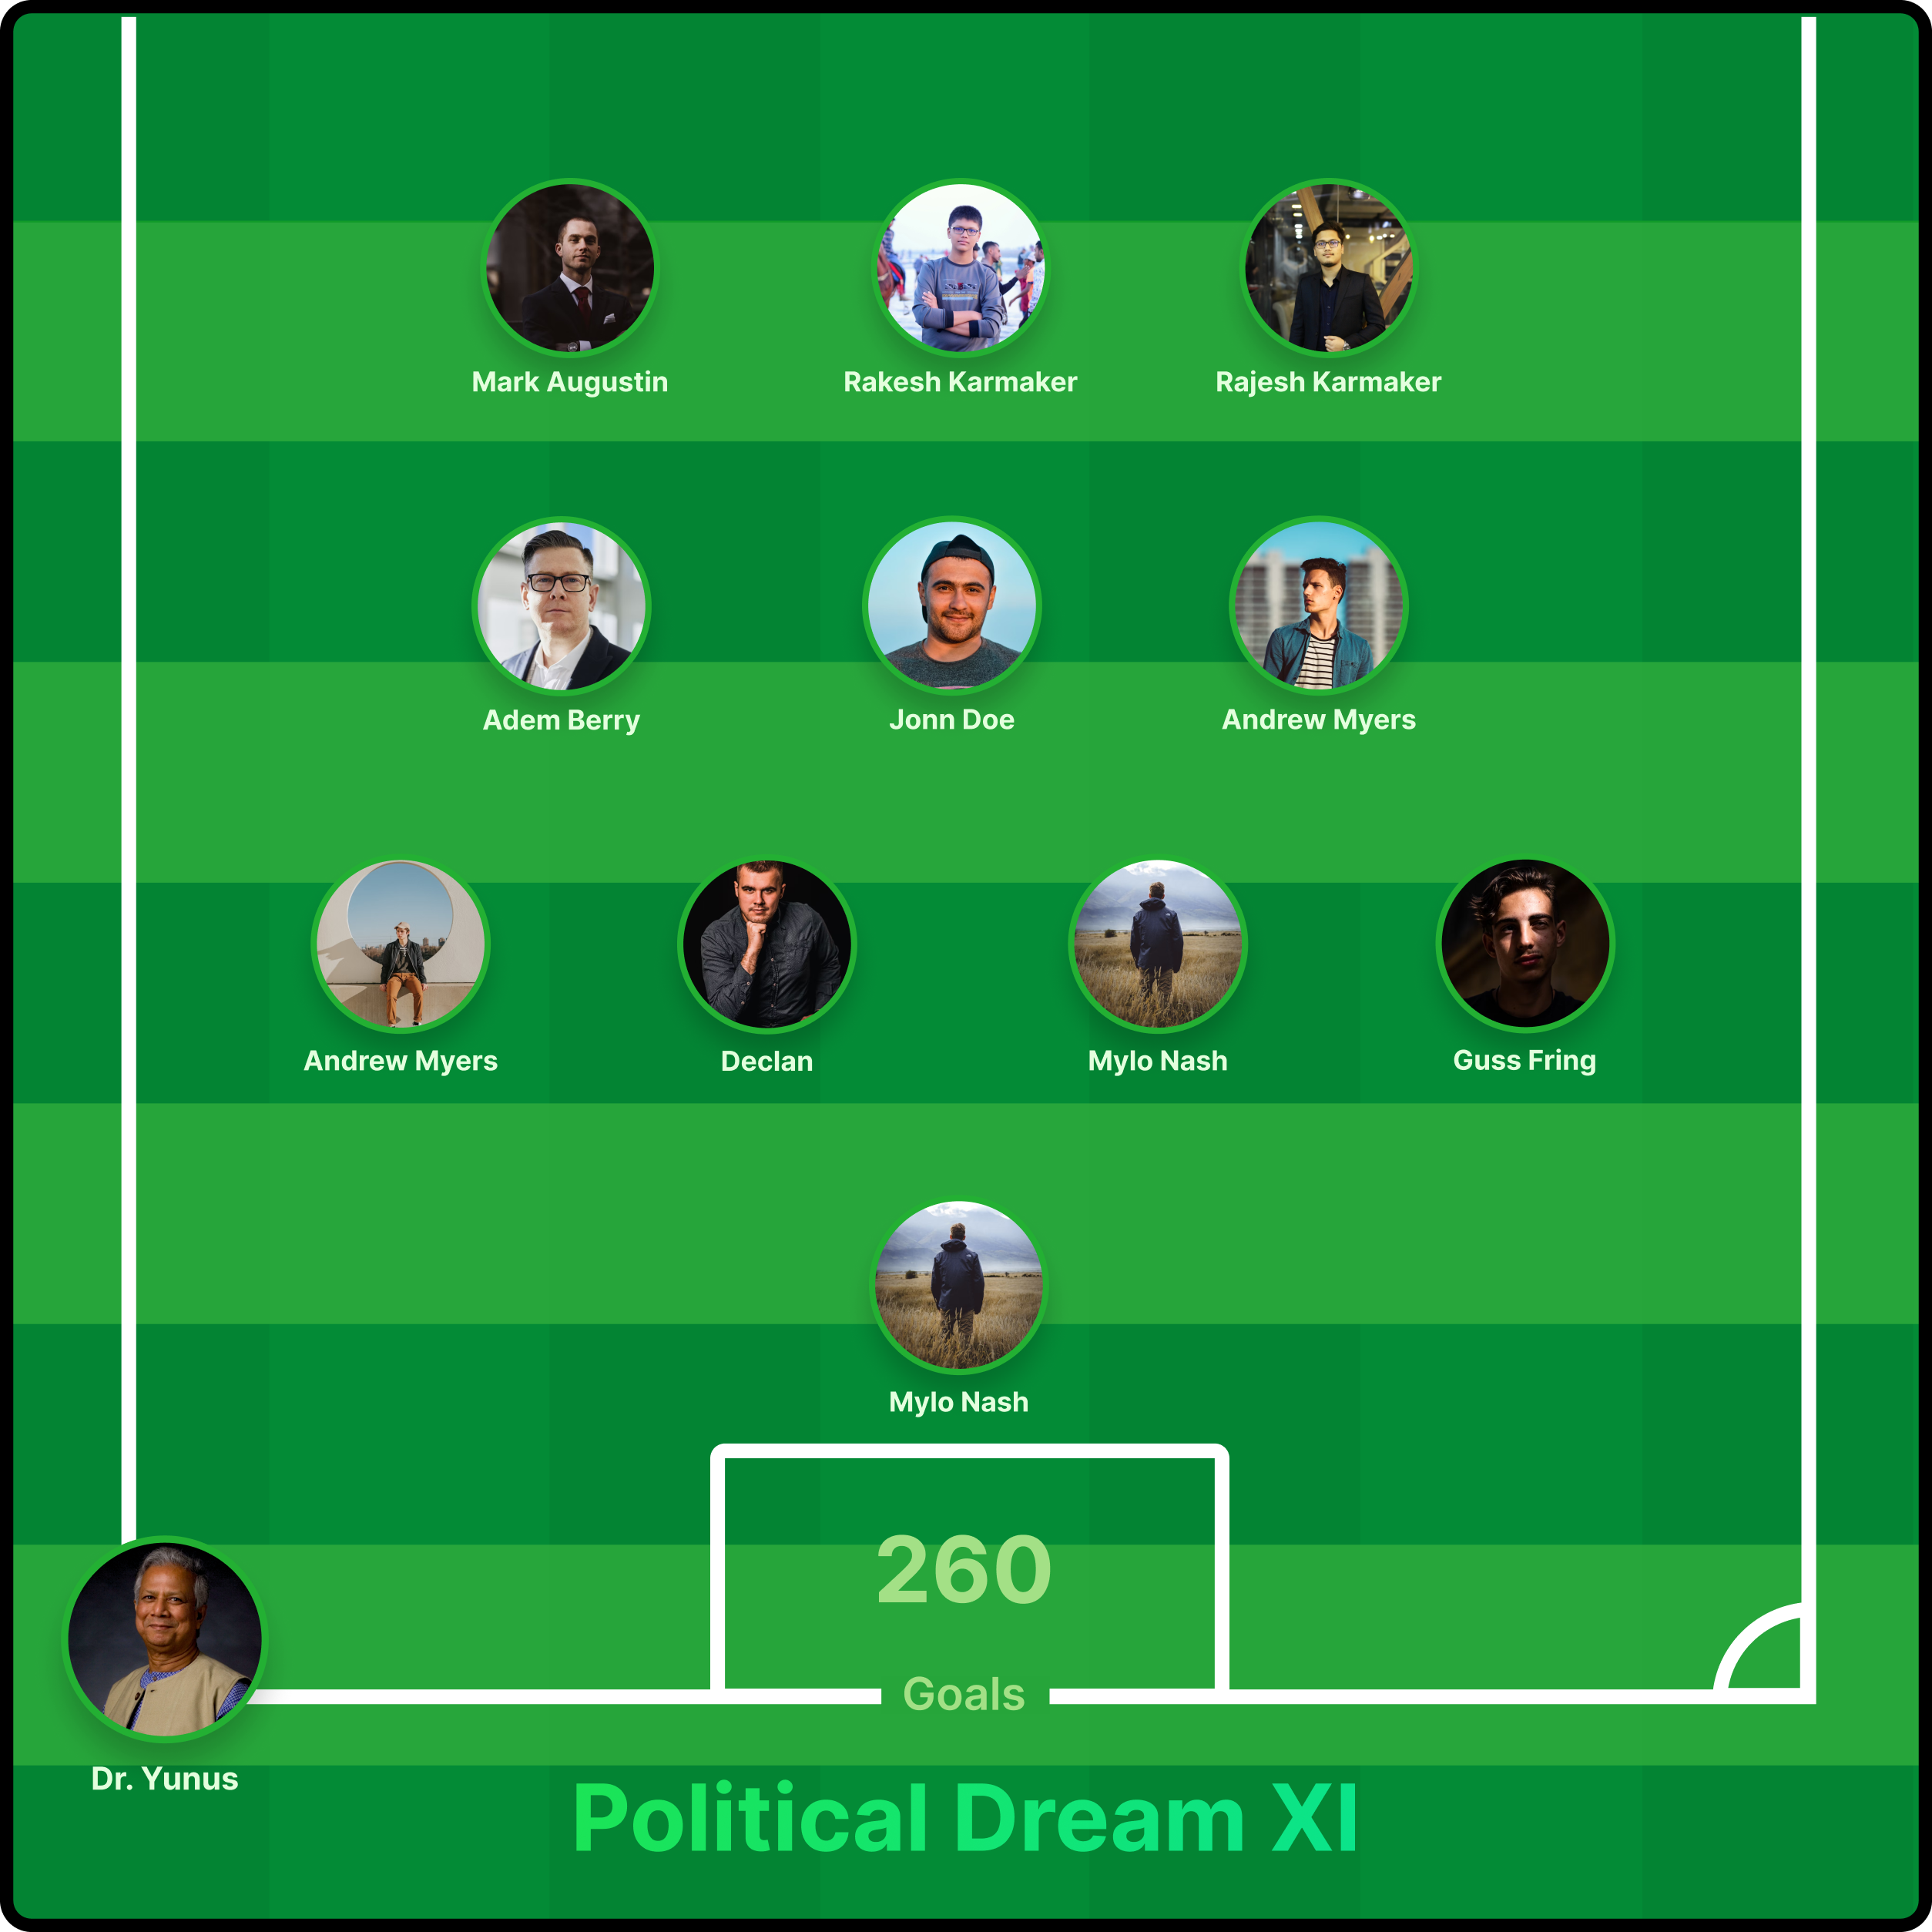 Mark Augustin
Rakesh Karmaker
Rajesh Karmaker
Adem Berry
Jonn Doe
Andrew Myers
Andrew Myers
Declan
Mylo Nash
Guss Fring
Mylo Nash
260
Goals
Dr. Yunus
Political Dream XI